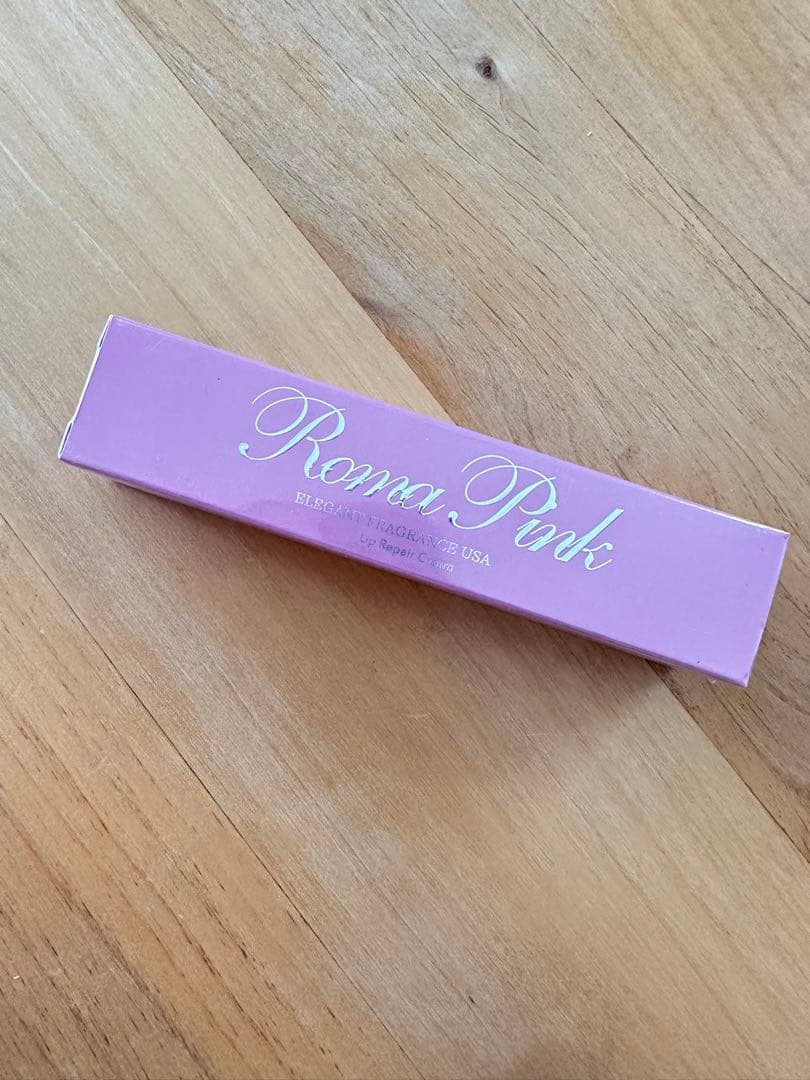 Roma Pink
ELEGANT FRAGRANCE USA
Lip Repair Cream